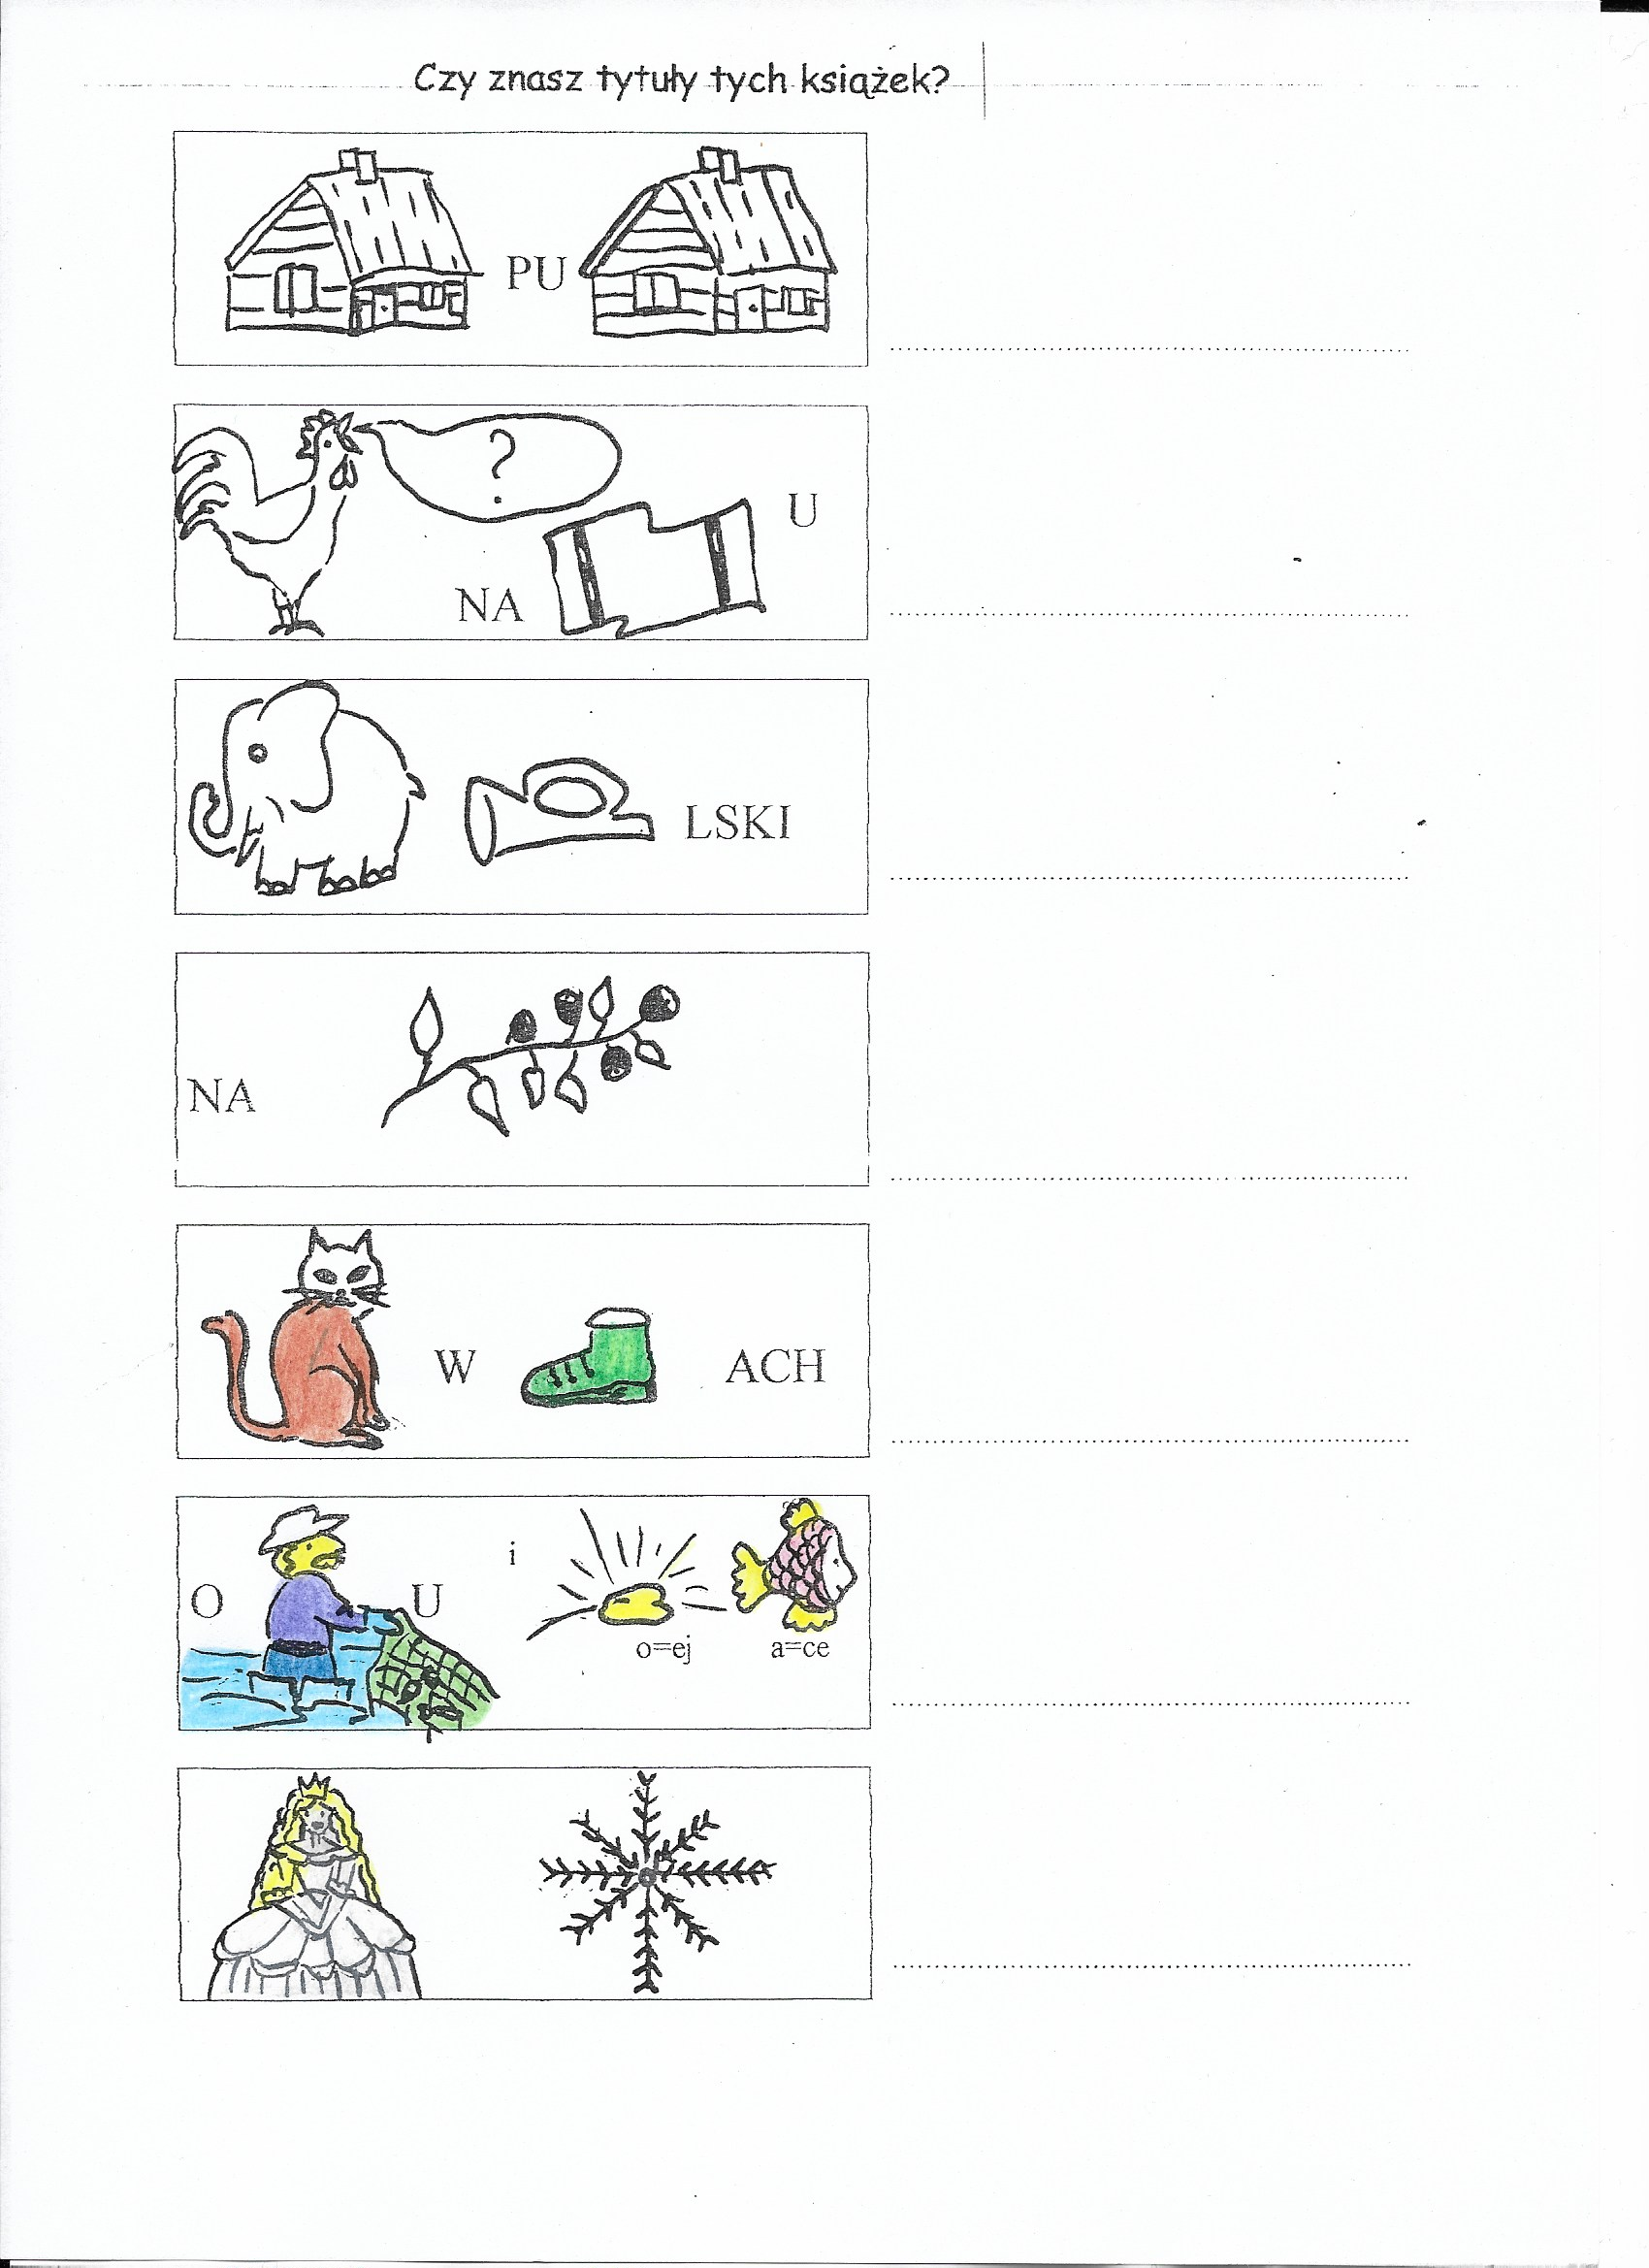 Czy znasz tytuły tych książek?
PU
?
U
NA
LSKI
NA
W ACH
O U i
o=ej a=ce